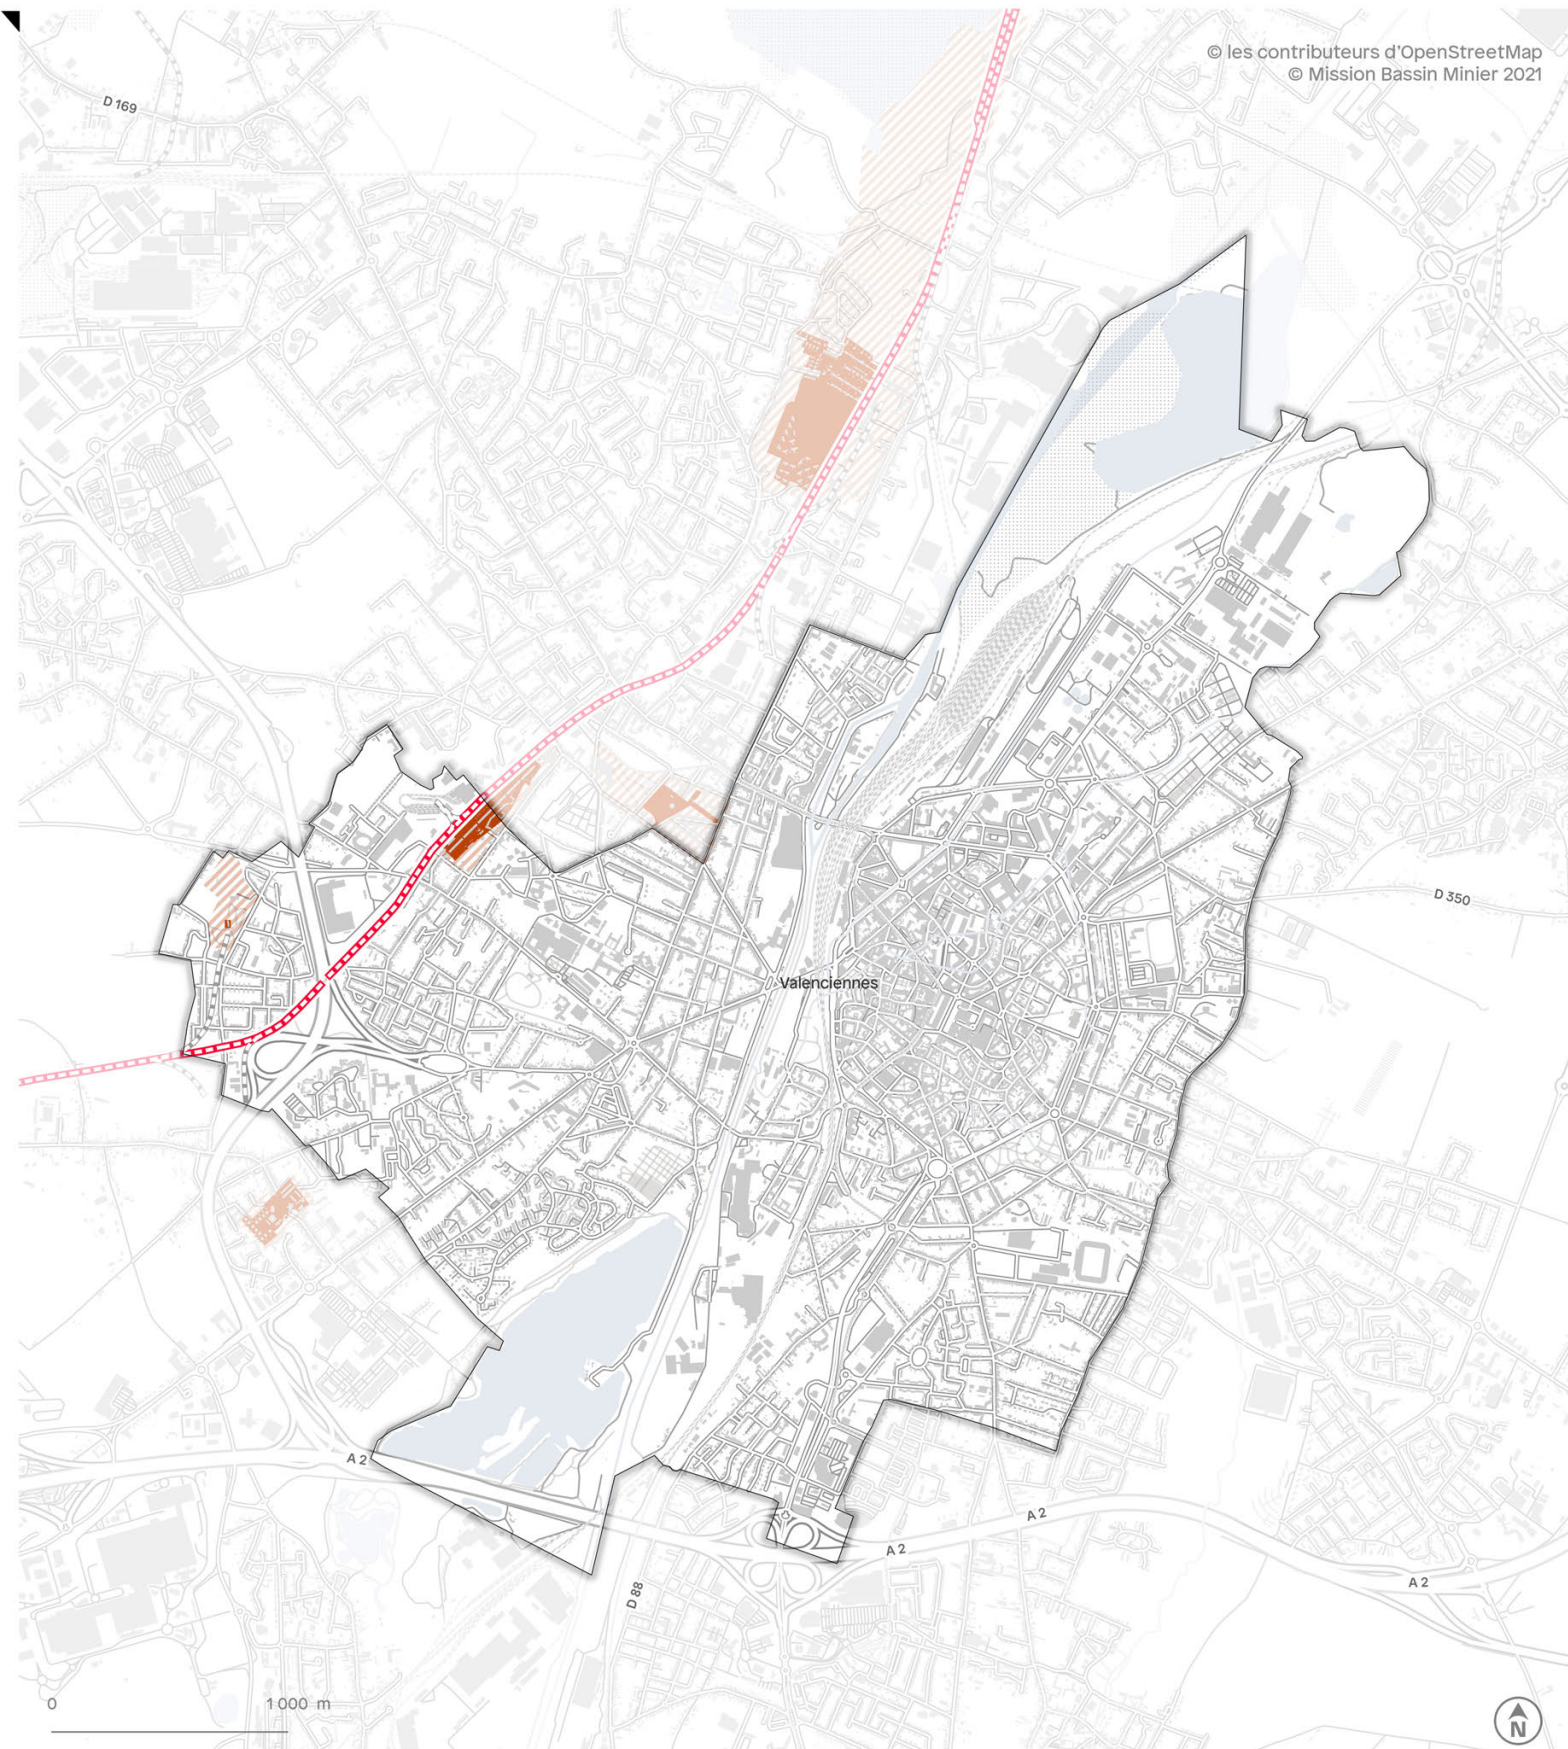 © les contributeurs d'OpenStreetMap
© Mission Bassin Minier 2021
D 169
D 350
Valenciennes
A 2
A 2
A 2
A 2
D 88
0 1 000 m
N